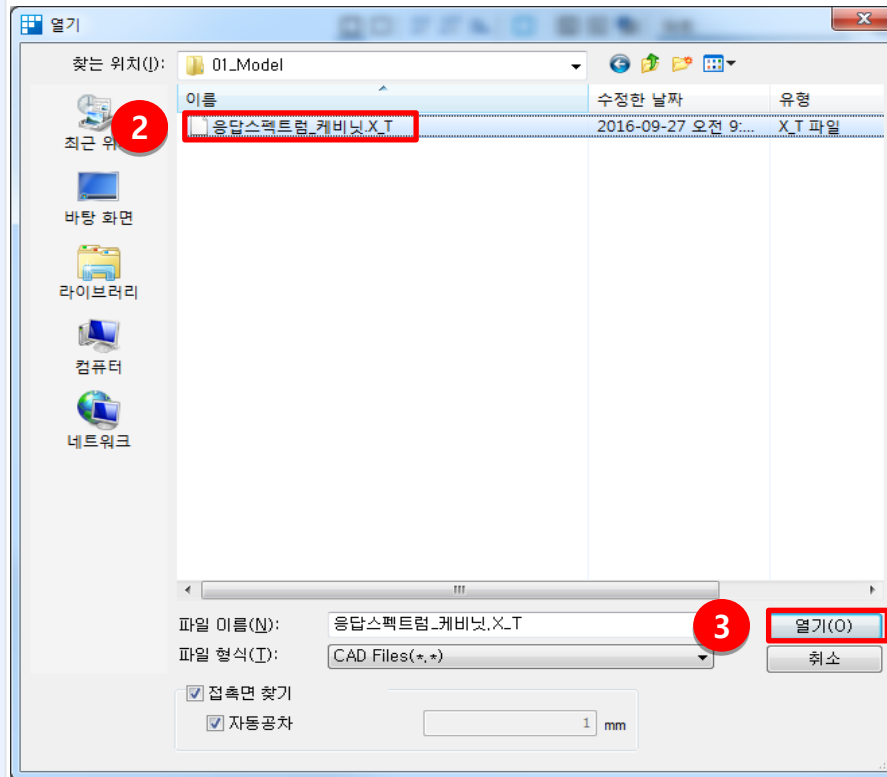 열기
찾는 위치(I):
01_Model
이름
수정한 날짜
유형
2
응답스펙트럼_케비닛.X_T
2016-09-27 오전 9:...
X_T 파일
최근
바탕 화면
라이브러리
컴퓨터
네트워크
파일 이름(N):
응답스펙트럼_케비닛.X_T
3
열기(O)
파일 형식(T):
CAD Files(*.*)
취소
접촉면 찾기
자동공차
1 mm